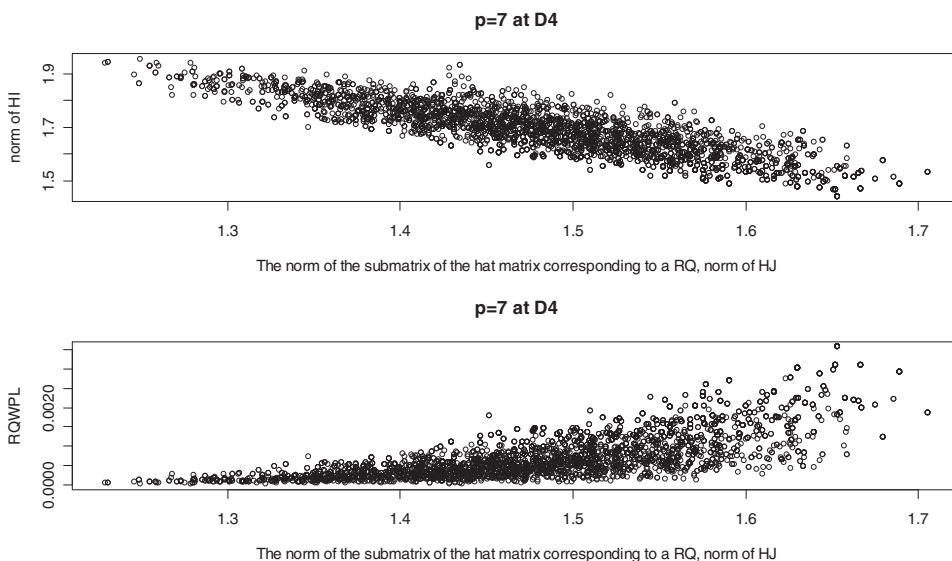 p=7 at D4
norm of HI
1.9
1.7
1.5
1.3 1.4 1.5 1.6 1.7
The norm of the submatrix of the hat matrix corresponding to a RQ, norm of HJ
p=7 at D4
RQWPL
0.0020
0.0000
1.3 1.4 1.5 1.6 1.7
The norm of the submatrix of the hat matrix corresponding to a RQ, norm of HJ